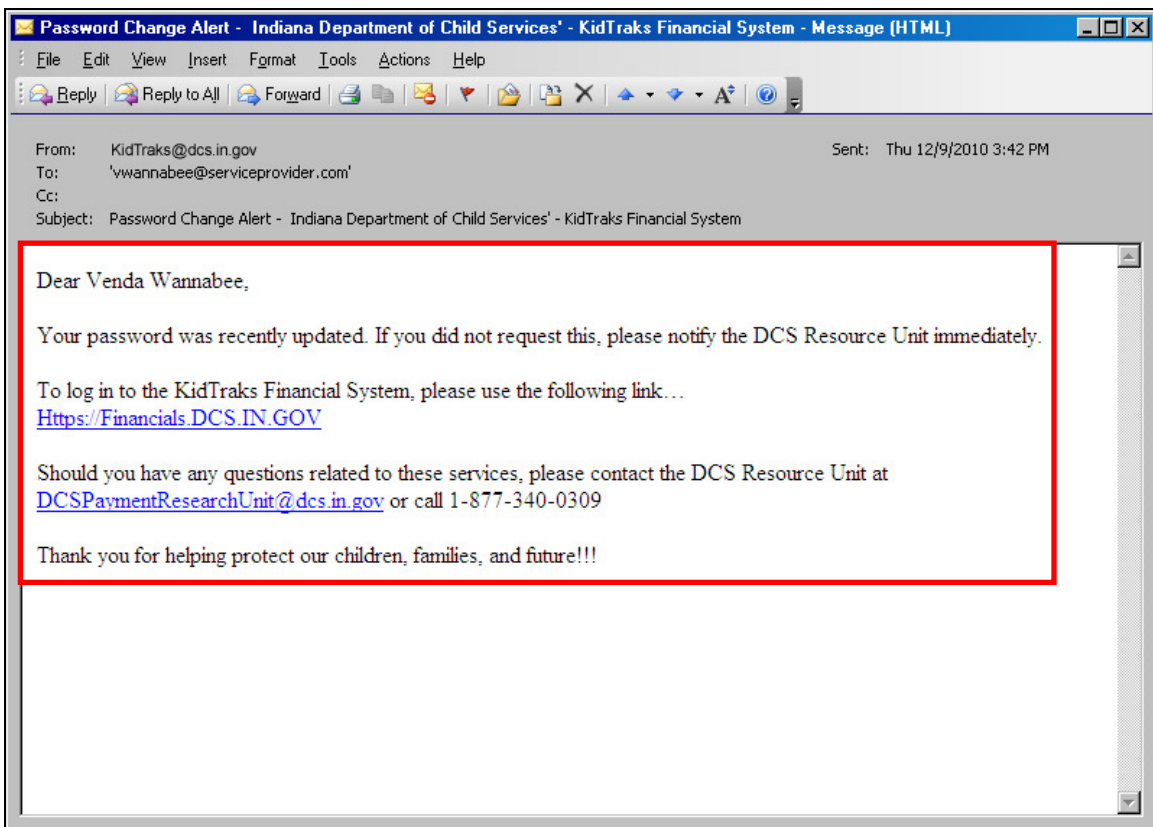 Password Change Alert -  Indiana Department of Child Services' - KidTraks Financial System - Message (HTML)
File Edit View Insert Format Tools Actions Help
Reply Reply to All Forward
From: KidTraks@dcs.in.gov Sent: Thu 12/9/2010 3:42 PM
To: 'vwannabee@serviceprovider.com'
Cc:
Subject: Password Change Alert -  Indiana Department of Child Services' - KidTraks Financial System
Dear Venda Wannabee,
Your password was recently updated. If you did not request this, please notify the DCS Resource Unit immediately.
To log in to the KidTraks Financial System, please use the following link…
Https://Financials.DCS.IN.GOV
Should you have any questions related to these services, please contact the DCS Resource Unit at
DCSPaymentResearchUnit@dcs.in.gov or call 1-877-340-0309
Thank you for helping protect our children, families, and future!!!